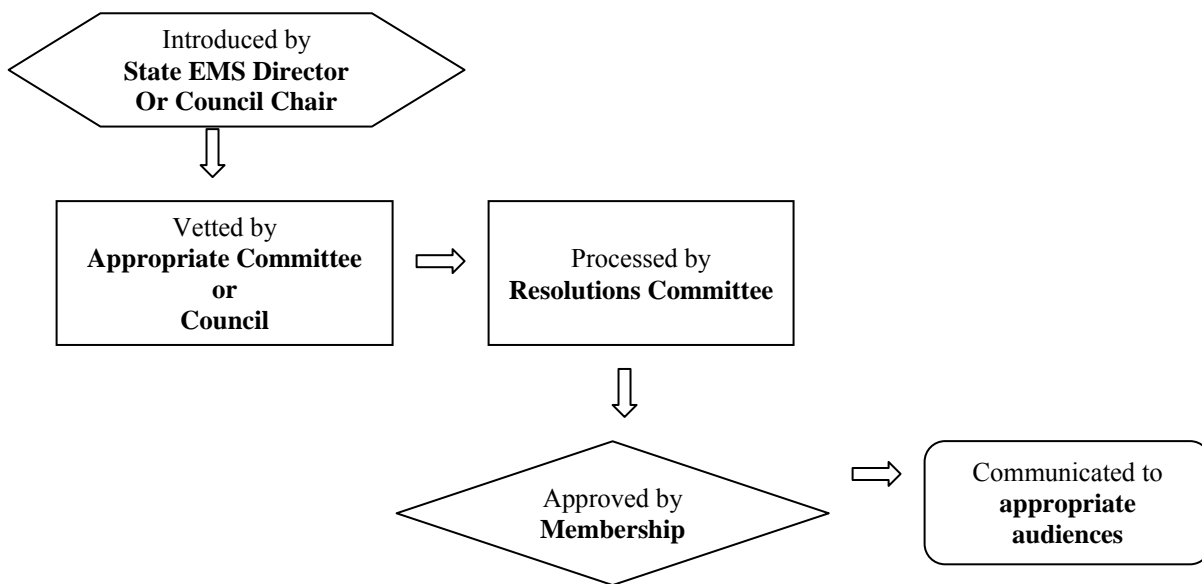 Introduced by
State EMS Director
Or Council Chair
Vetted by
Appropriate Committee
or
Council
Processed by
Resolutions Committee
Approved by
Membership
Communicated to
appropriate
audiences